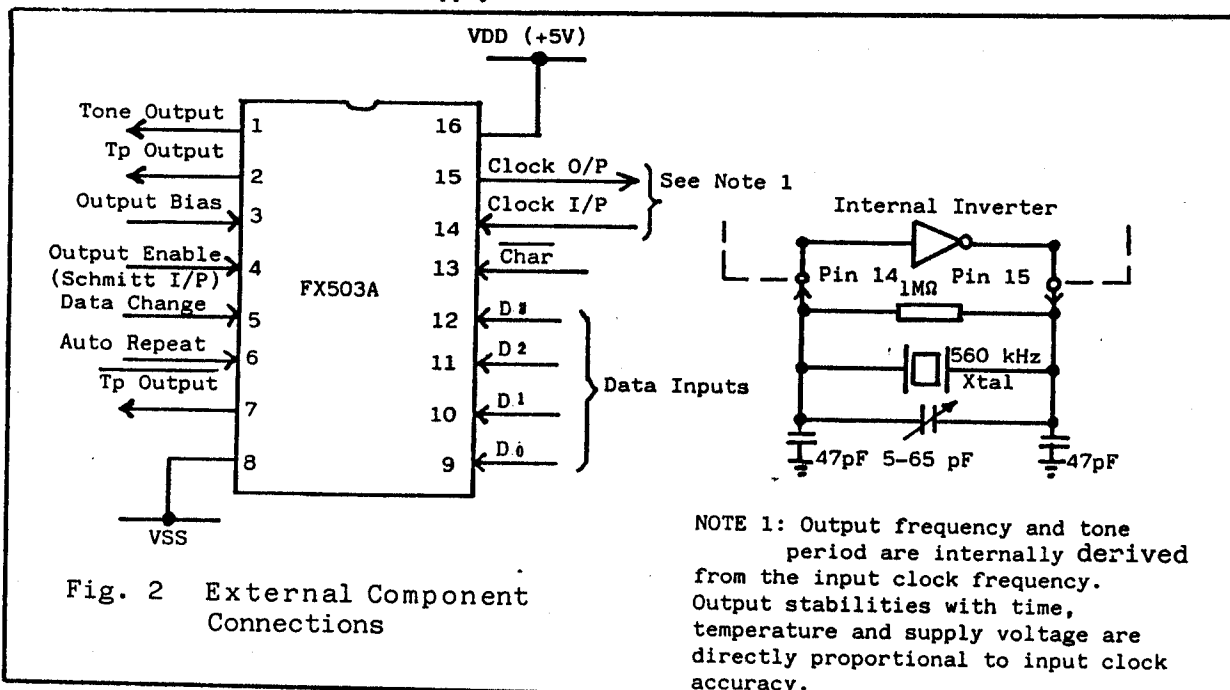 VDD (+5V)
Tone Output
1
16
Tp Output
2
15
Clock O/P
See Note 1
Output Bias
3
14
Clock I/P
Internal Inverter
Output Enable
(Schmitt I/P)
4
13
Char
Pin 14
Pin 15
FX503A
1MΩ
Data Change
5
12
D3
Auto Repeat
6
11
D2
560 kHz
Xtal
Data Inputs
Tp Output
7
10
D1
8
9
D0
47pF
5-65 pF
47pF
VSS
NOTE 1: Output frequency and tone
period are internally derived
from the input clock frequency.
Output stabilities with time,
temperature and supply voltage are
directly proportional to input clock
accuracy.
Fig. 2 External Component
Connections